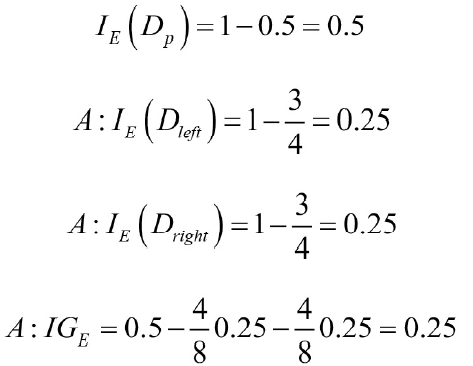 I_E(D_p) = 1 − 0.5 = 0.5
A : I_E(D_left) = 1 − 3/4 = 0.25
A : I_E(D_right) = 1 − 3/4 = 0.25
A : IG_E = 0.5 − 4/8 0.25 − 4/8 0.25 = 0.25